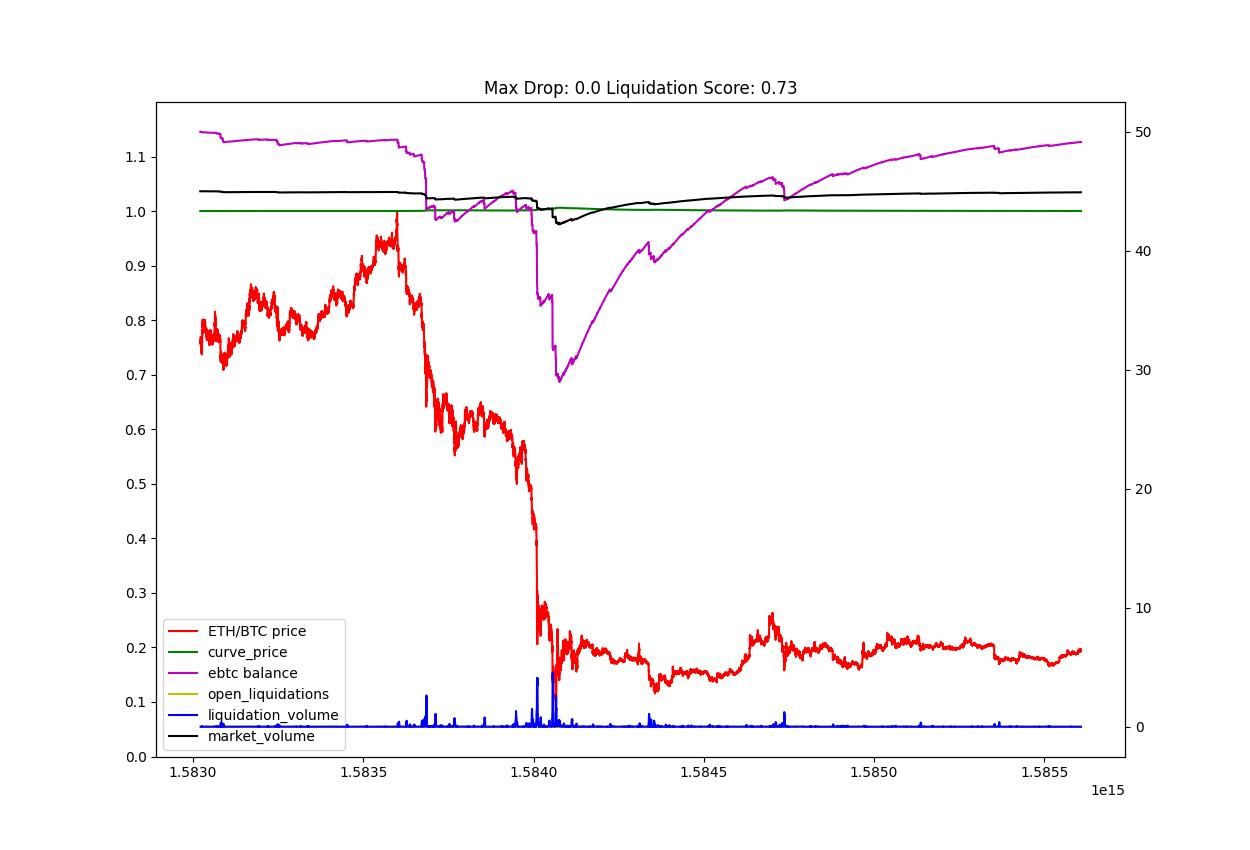 Max Drop: 0.0 Liquidation Score: 0.73
1.1
1.0
0.9
0.8
0.7
0.6
0.5
0.4
0.3
0.2
0.1
0.0
50
40
30
20
10
0
ETH/BTC price
curve_price
ebtc balance
open_liquidations
liquidation_volume
market_volume
1.5830 1.5835 1.5840 1.5845 1.5850 1.5855
1e15